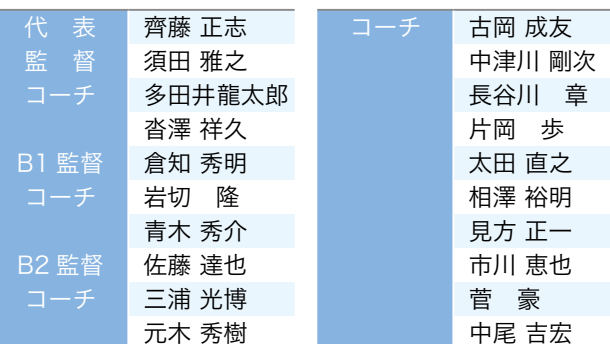 代　表 齊藤 正志
監　督 須田 雅之
コーチ 多田井龍太郎
沓澤 祥久
B1 監督 倉知 秀明
コーチ 岩切　隆
青木 秀介
B2 監督 佐藤 達也
コーチ 三浦 光博
元木 秀樹
コーチ 古岡 成友
中津川 剛次
長谷川　章
片岡　歩
太田 直之
相澤 裕明
見方 正一
市川 恵也
菅　豪
中尾 吉宏